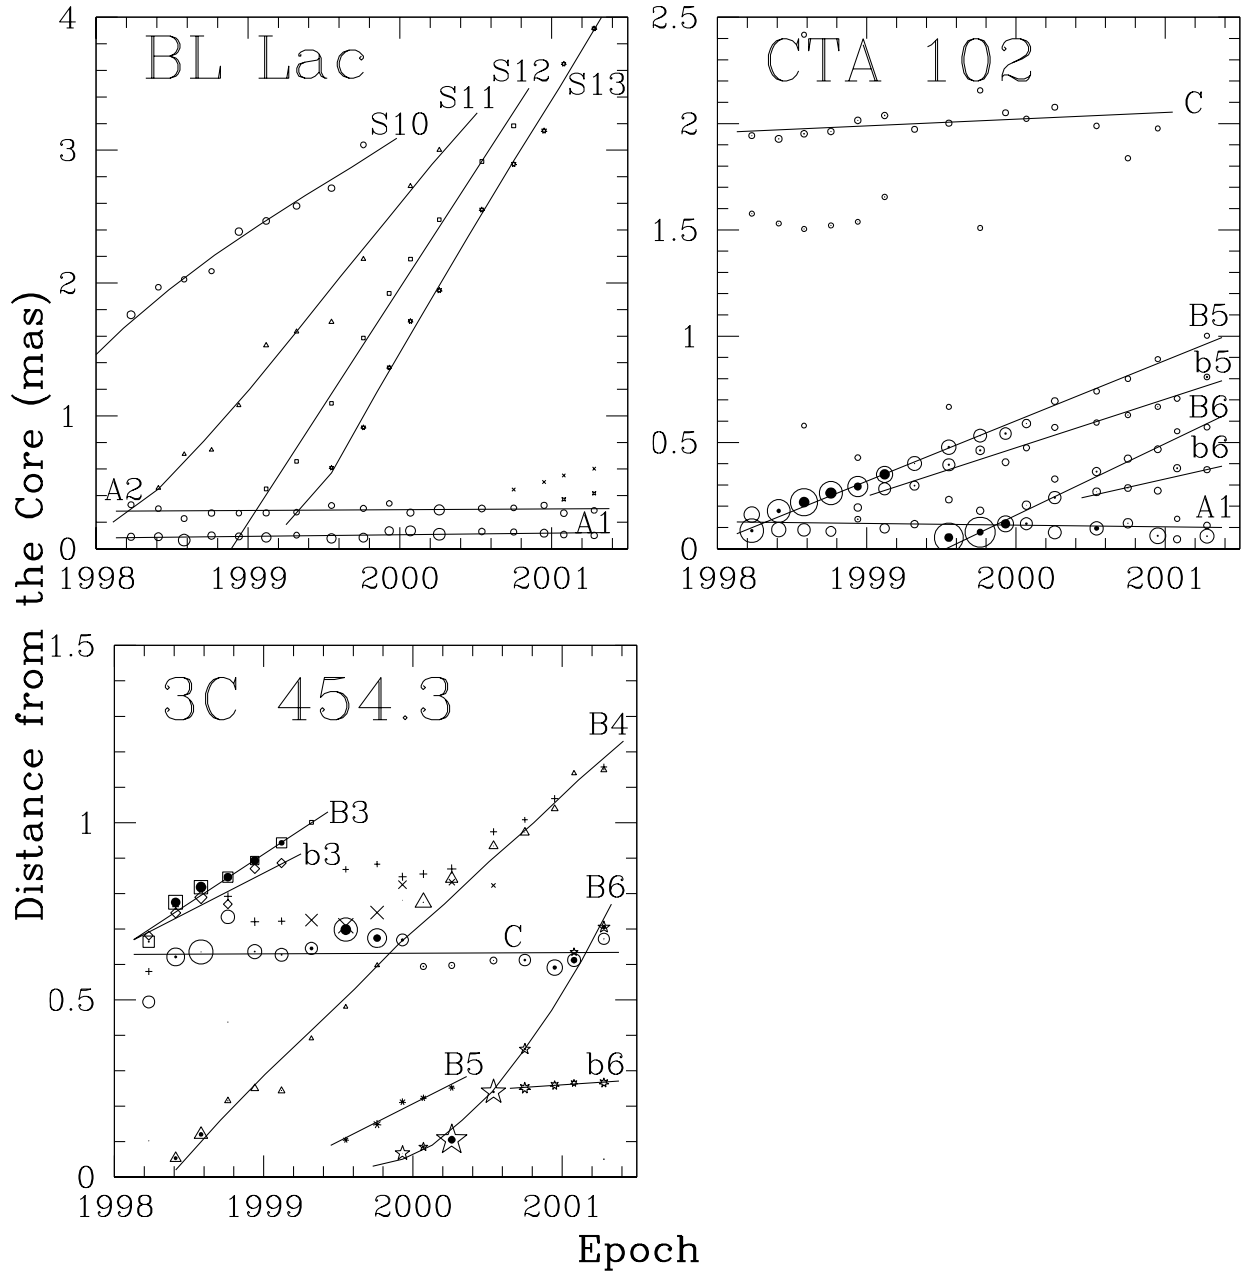 4
BL Lac
S10
S11
S12
S13
3
2
1
A2
A1
0
1998
1999
2000
2001
2.5
CTA 102
C
2
1.5
1
B5
b5
B6
0.5
b6
A1
0
1998
1999
2000
2001
1.5
3C 454.3
B4
1
B3
b3
B6
C
0.5
B5
b6
0
1998
1999
2000
2001
Distance from the Core (mas)
Epoch